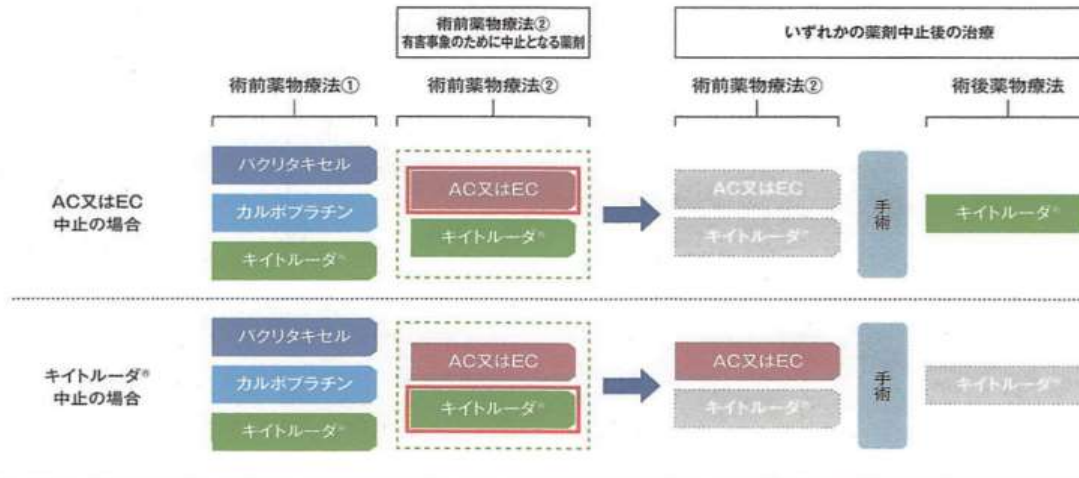 術前薬物療法②
有害事象のために中止となる薬剤
いずれかの薬剤中止後の治療
術前薬物療法①
術前薬物療法②
術前薬物療法②
術後薬物療法
AC又はEC
中止の場合
パクリタキセル
カルボプラチン
キイトルーダ®
AC又はEC
キイトルーダ®
AC又はEC
キイトルーダ®
手術
キイトルーダ®
キイトルーダ®
中止の場合
パクリタキセル
カルボプラチン
キイトルーダ®
AC又はEC
キイトルーダ®
AC又はEC
キイトルーダ®
手術
キイトルーダ®